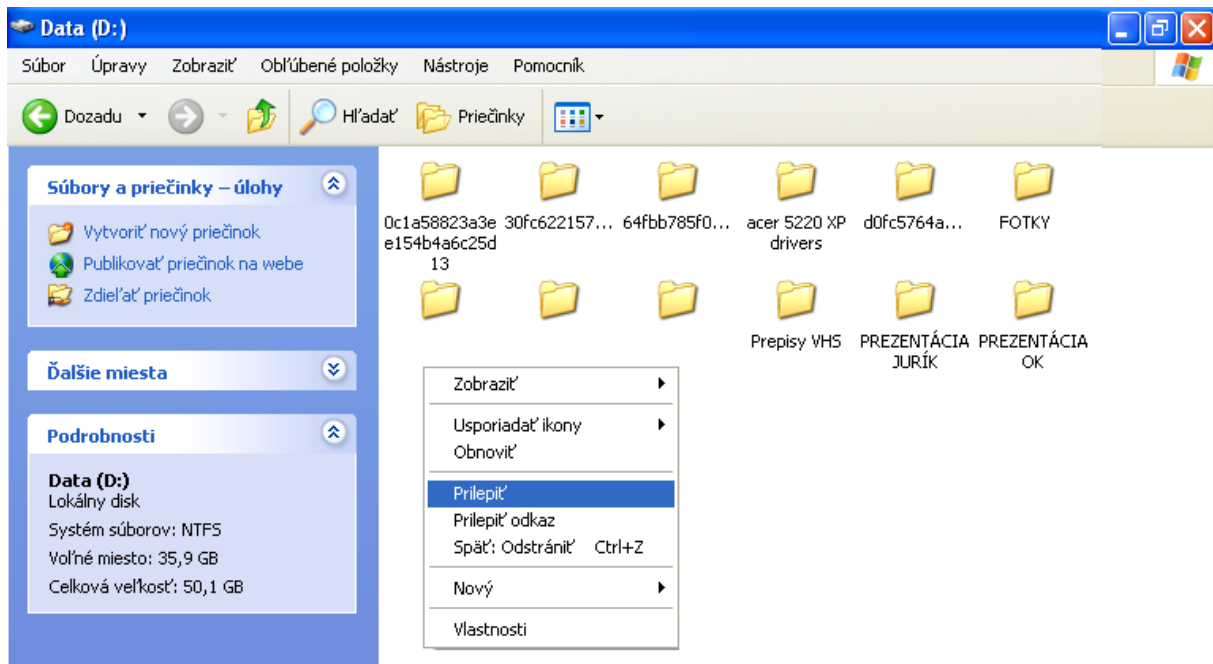 Data (D:)
Súbor Úpravy Zobraziť Obľúbené položky Nástroje Pomocník
Dozadu Hľadať Priečinky
Súbory a priečinky – úlohy
Vytvoriť nový priečinok
Publikovať priečinok na webe
Zdieľať priečinok
Ďalšie miesta
Podrobnosti
Data (D:)
Lokálny disk
Systém súborov: NTFS
Voľné miesto: 35,9 GB
Celková veľkosť: 50,1 GB
0c1a58823a3e 30fc622157... 64fbb785f0... acer 5220 XP d0fc5764a... FOTKY
e154b4a6c25d drivers
13
Prepisy VHS PREZENTÁCIA PREZENTÁCIA
JURÍK OK
Zobraziť
Usporiadať ikony
Obnoviť
Prilepiť
Prilepiť odkaz
Späť: Odstrániť Ctrl+Z
Nový
Vlastnosti